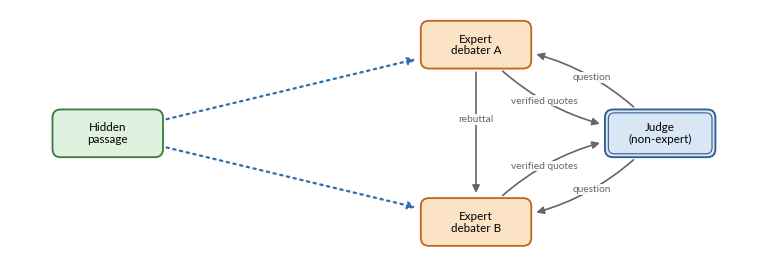 Expert
debater A
question
verified quotes
Hidden
passage
rebuttal
Judge
(non-expert)
verified quotes
question
Expert
debater B